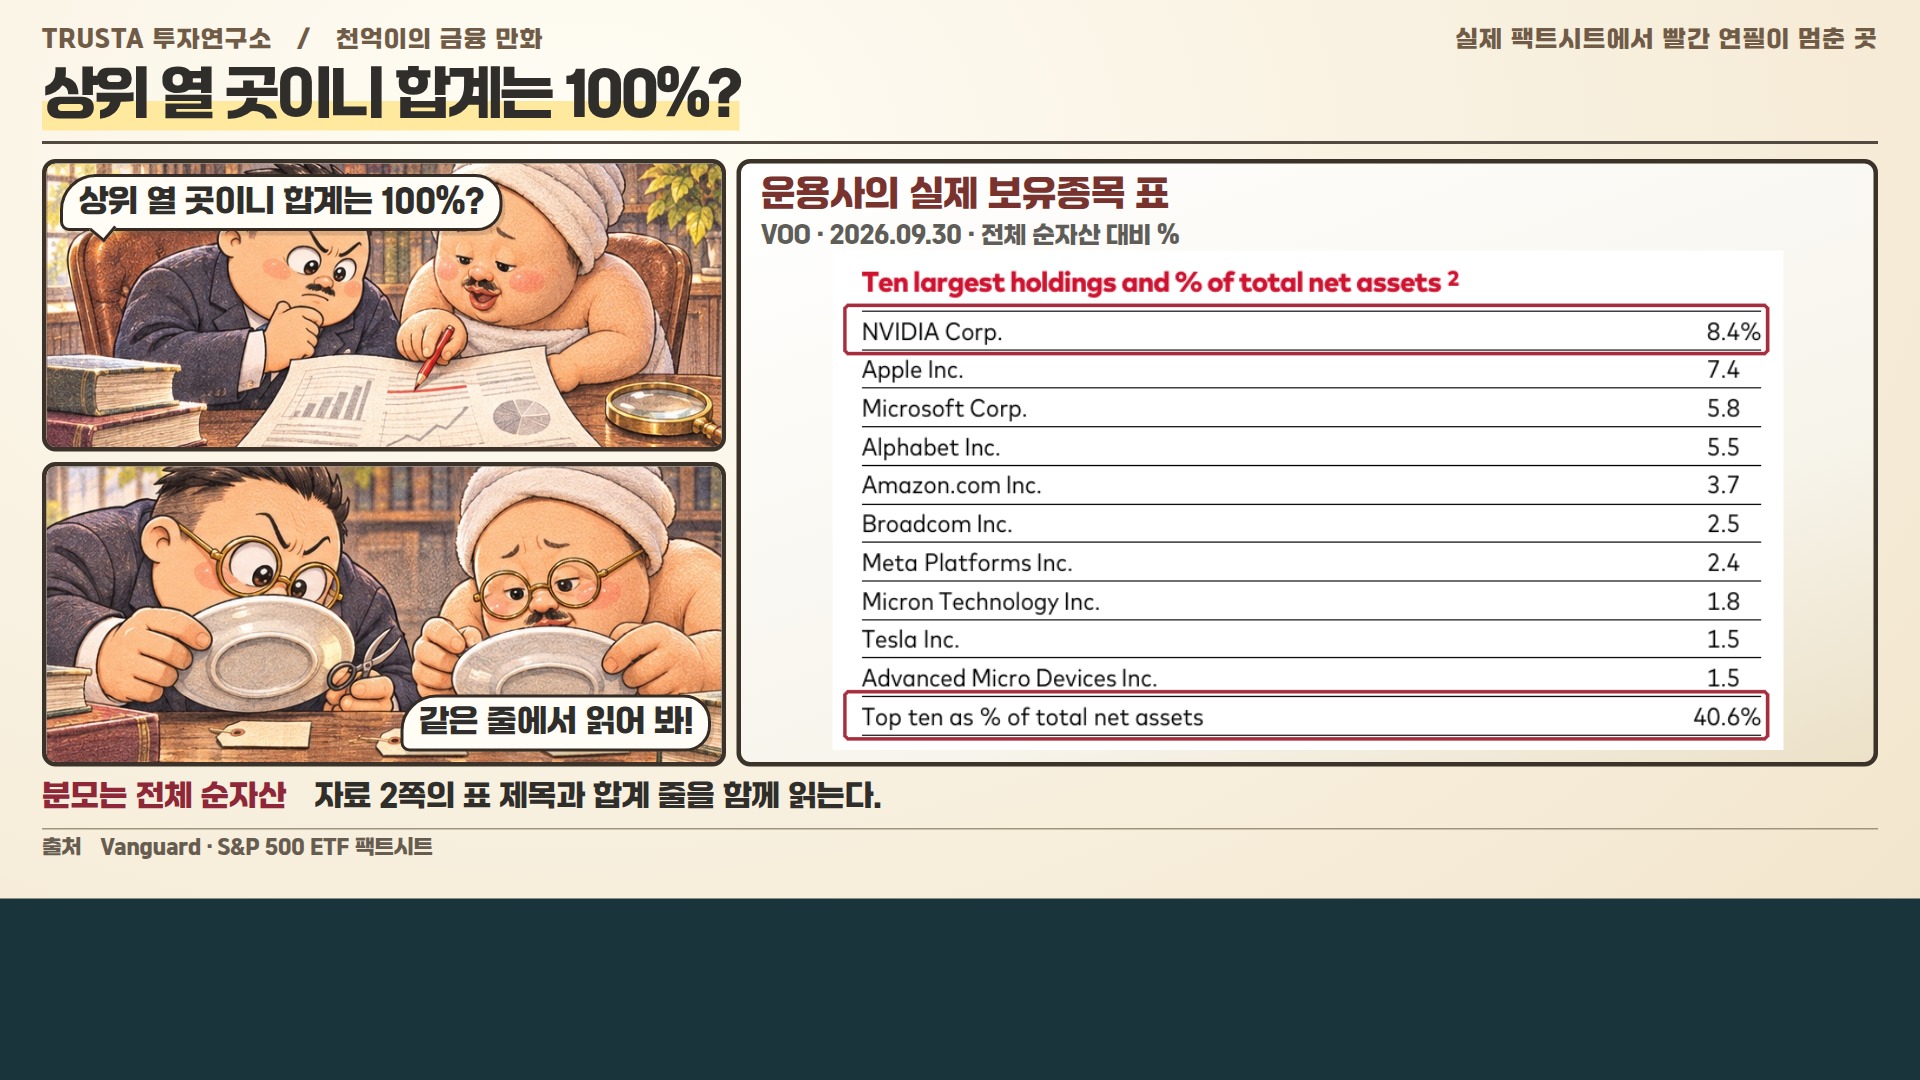 TRUSTA 투자연구소 / 천억이의 금융 만화
실제 팩트시트에서 빨간 연필이 멈춘 곳
상위 열 곳이니 합계는 100%?
상위 열 곳이니 합계는 100%?
같은 줄에서 읽어 봐!
운용사의 실제 보유종목 표
VOO · 2026.09.30 · 전체 순자산 대비 %
Ten largest holdings and % of total net assets ²
NVIDIA Corp. 8.4%
Apple Inc. 7.4
Microsoft Corp. 5.8
Alphabet Inc. 5.5
Amazon.com Inc. 3.7
Broadcom Inc. 2.5
Meta Platforms Inc. 2.4
Micron Technology Inc. 1.8
Tesla Inc. 1.5
Advanced Micro Devices Inc. 1.5
Top ten as % of total net assets 40.6%
분모는 전체 순자산 자료 2쪽의 표 제목과 합계 줄을 함께 읽는다.
출처 Vanguard · S&P 500 ETF 팩트시트